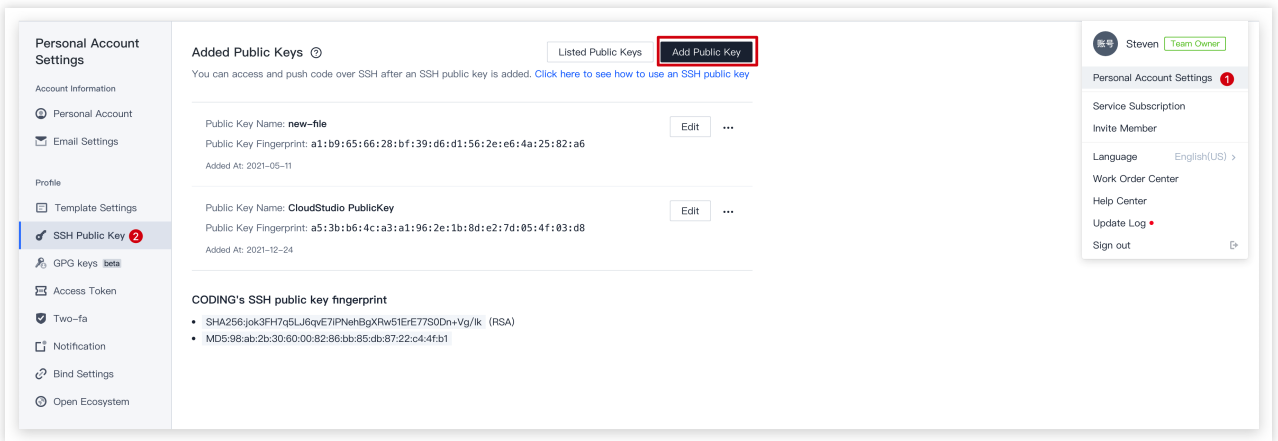 Personal Account
Settings
Account Information
Personal Account
Email Settings
Profile
Template Settings
SSH Public Key 2
GPG keys beta
Access Token
Two-fa
Notification
Bind Settings
Open Ecosystem
Added Public Keys ?
Listed Public Keys
Add Public Key
You can access and push code over SSH after an SSH public key is added. Click here to see how to use an SSH public key
Public Key Name: new-file
Public Key Fingerprint: a1:b9:65:66:28:bf:39:d6:d1:56:2e:e6:4a:25:82:a6
Added At: 2021-05-11
Edit
Public Key Name: CloudStudio PublicKey
Public Key Fingerprint: a5:3b:b6:4c:a3:a1:96:2e:1b:8d:e2:7d:05:4f:03:d8
Added At: 2021-12-24
Edit
CODING's SSH public key fingerprint
SHA256:jok3FH7q5LJ6qvE7iPNehBgXRw51ErE77S0Dn+Vg/Ik (RSA)
MD5:98:ab:2b:30:60:00:82:86:bb:85:db:87:22:c4:4f:b1
账号 Steven Team Owner
Personal Account Settings 1
Service Subscription
Invite Member
Language English(US) >
Work Order Center
Help Center
Update Log
Sign out